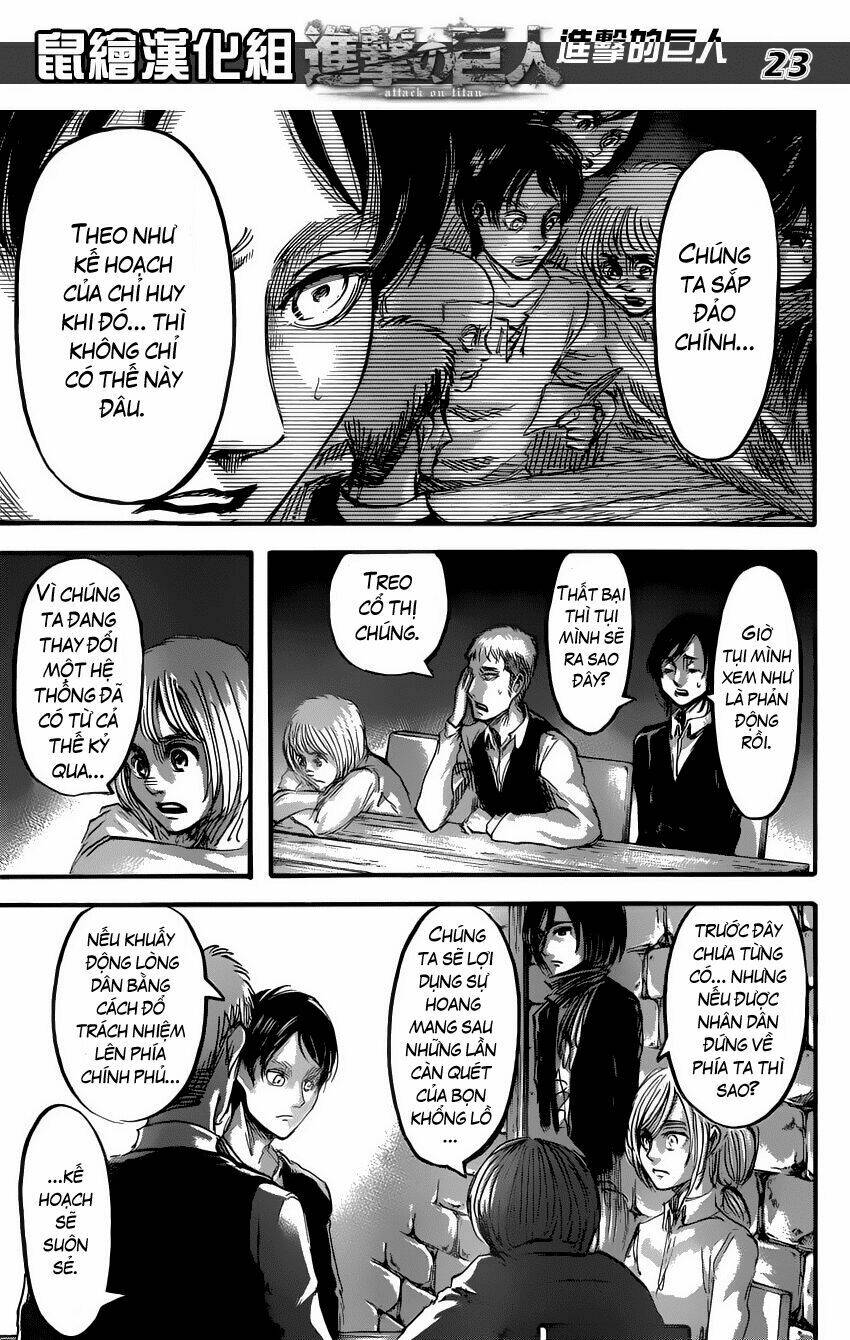 鼠繪漢化組
進撃の巨人
attack on titan
進擊的巨人
23
CHÚNG
TA SẮP
ĐẢO
CHÍNH...
THEO NHƯ
KẾ HOẠCH
CỦA CHỈ HUY
KHI ĐÓ... THÌ
KHÔNG CHỈ
CÓ THẾ NÀY
ĐÂU.
GIỜ
TỤI MÌNH
XEM NHƯ
LÀ PHẢN
ĐỘNG
RỒI.
THẤT BẠI
THÌ TỤI
MÌNH SẼ
RA SAO
ĐÂY?
TREO
CỔ THỊ
CHÚNG.
VÌ CHÚNG
TA ĐANG
THAY ĐỔI
MỘT HỆ
THỐNG ĐÃ
CÓ TỪ CẢ
THẾ KỶ
QUA...
TRƯỚC ĐÂY
CHƯA TỪNG
CÓ... NHƯNG
NẾU ĐƯỢC
NHÂN DÂN
ĐỨNG VỀ
PHÍA TA THÌ
SAO?
CHÚNG
TA SẼ LỢI
DỤNG SỰ
HOANG
MANG SAU
NHỮNG LẦN
CÀN QUÉT
CỦA BỌN
KHỔNG LỒ
...
NẾU KHUẤY
ĐỘNG LÒNG
DÂN BẰNG
CÁCH ĐỔ
TRÁCH NHIỆM
LÊN PHÍA
CHÍNH PHỦ...
...KẾ
HOẠCH
SẼ
SUÔN
SẺ.